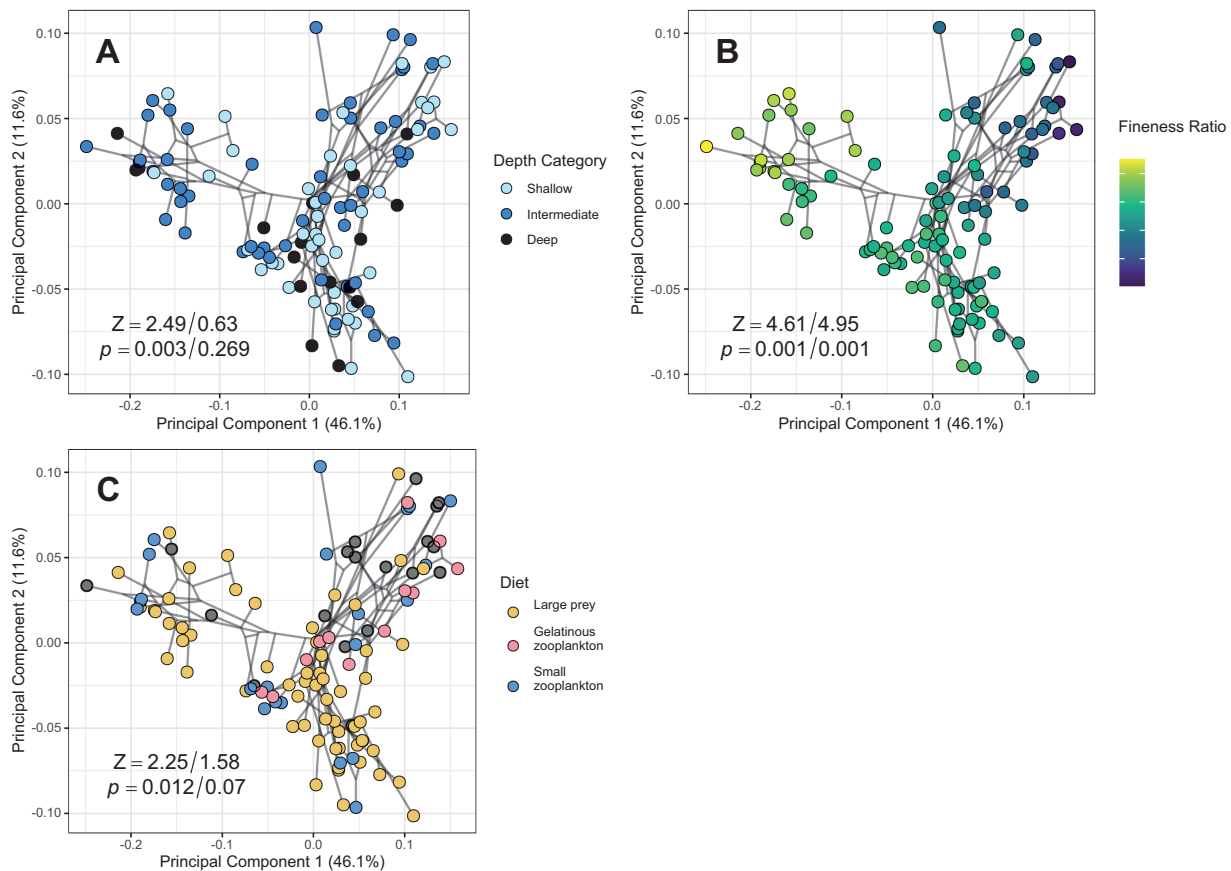 A
Principal Component 2 (11.6%)
0.10
0.05
0.00
-0.05
-0.10
Z = 2.49/0.63
p = 0.003/0.269
-0.2
-0.1
0.0
0.1
Principal Component 1 (46.1%)
Depth Category
Shallow
Intermediate
Deep
B
Principal Component 2 (11.6%)
0.10
0.05
0.00
-0.05
-0.10
Z = 4.61/4.95
p = 0.001/0.001
-0.2
-0.1
0.0
0.1
Principal Component 1 (46.1%)
Fineness Ratio
C
Principal Component 2 (11.6%)
0.10
0.05
0.00
-0.05
-0.10
Z = 2.25/1.58
p = 0.012/0.07
-0.2
-0.1
0.0
0.1
Principal Component 1 (46.1%)
Diet
Large prey
Gelatinous
zooplankton
Small
zooplankton